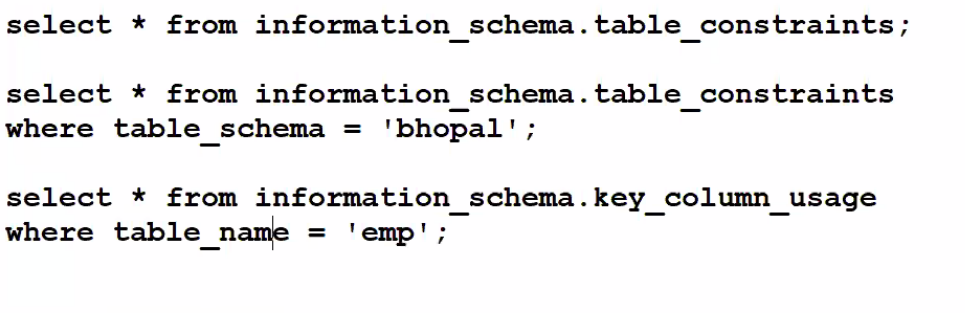 select * from information_schema.table_constraints;
select * from information_schema.table_constraints
where table_schema = 'bhopal';
select * from information_schema.key_column_usage
where table_name = 'emp';